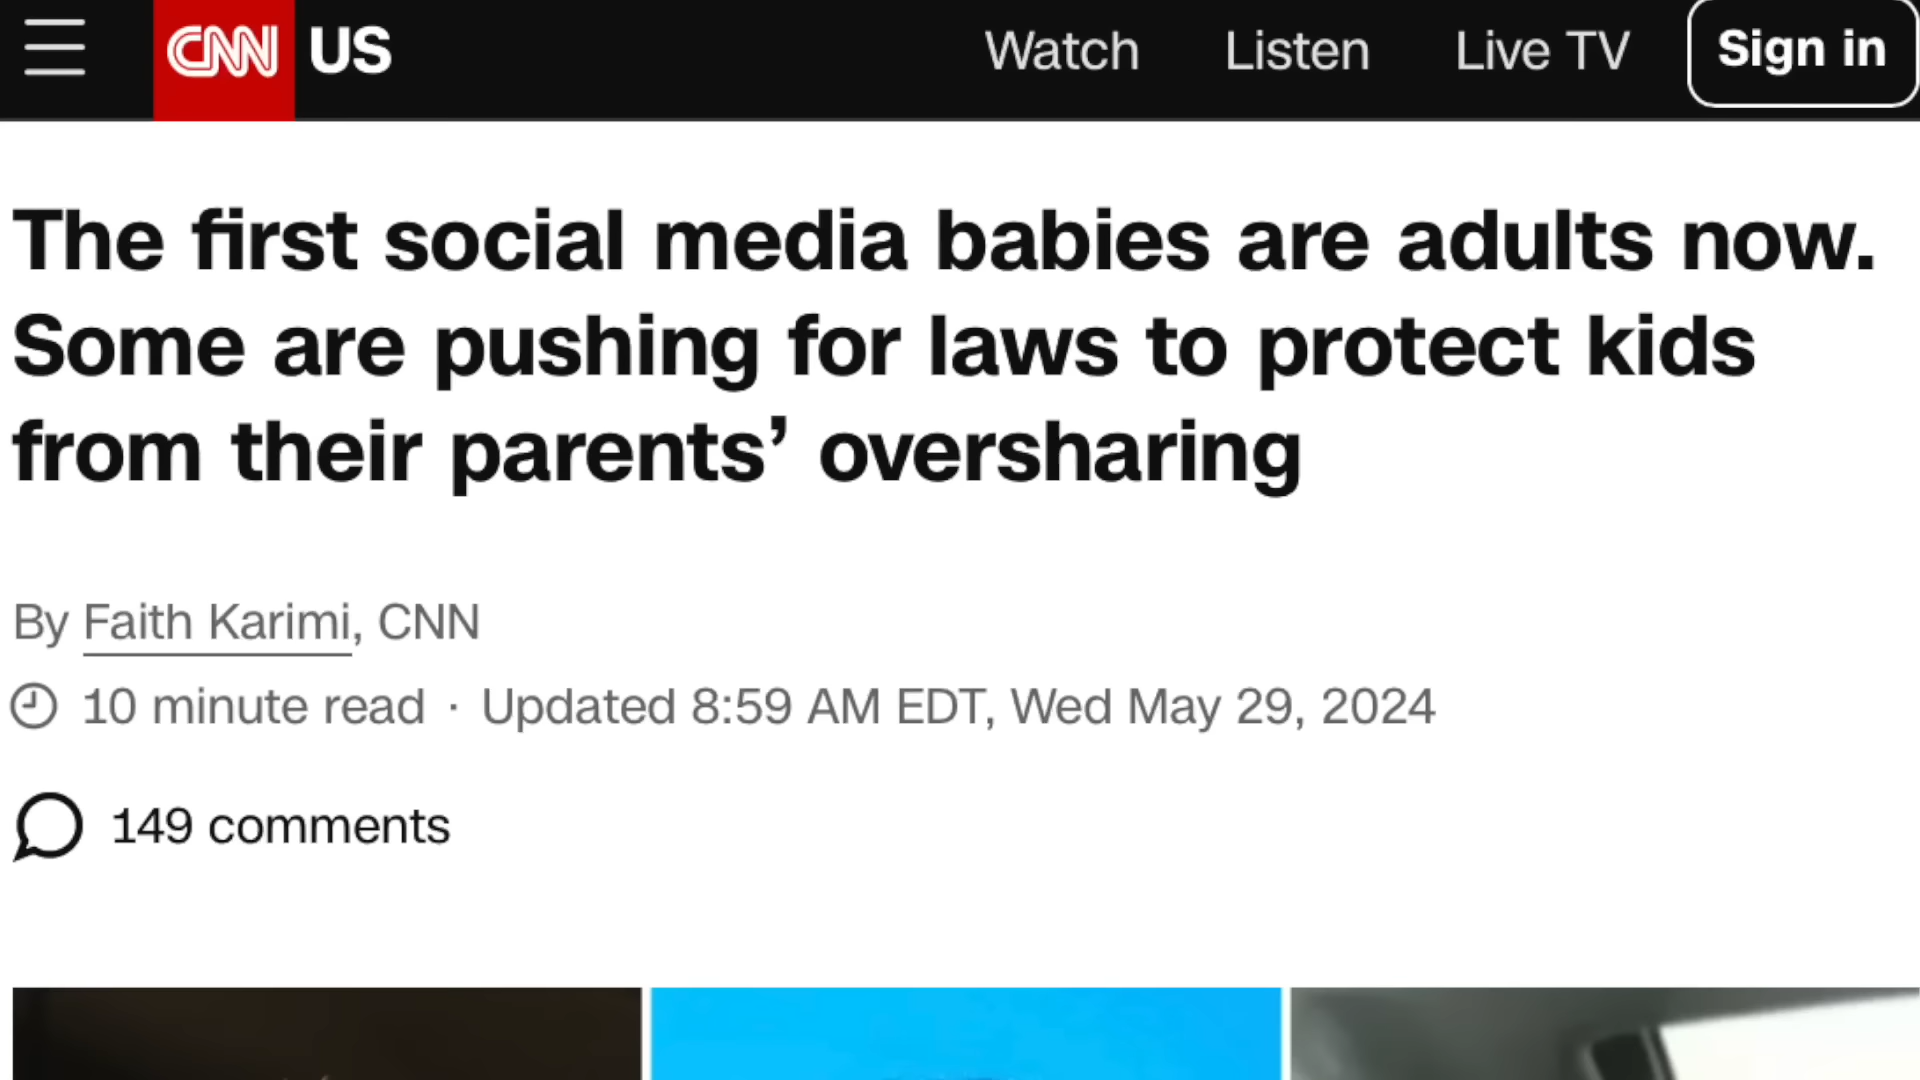 CNN US Watch Listen Live TV Sign in
The first social media babies are adults now.
Some are pushing for laws to protect kids
from their parents’ oversharing
By Faith Karimi, CNN
10 minute read · Updated 8:59 AM EDT, Wed May 29, 2024
149 comments